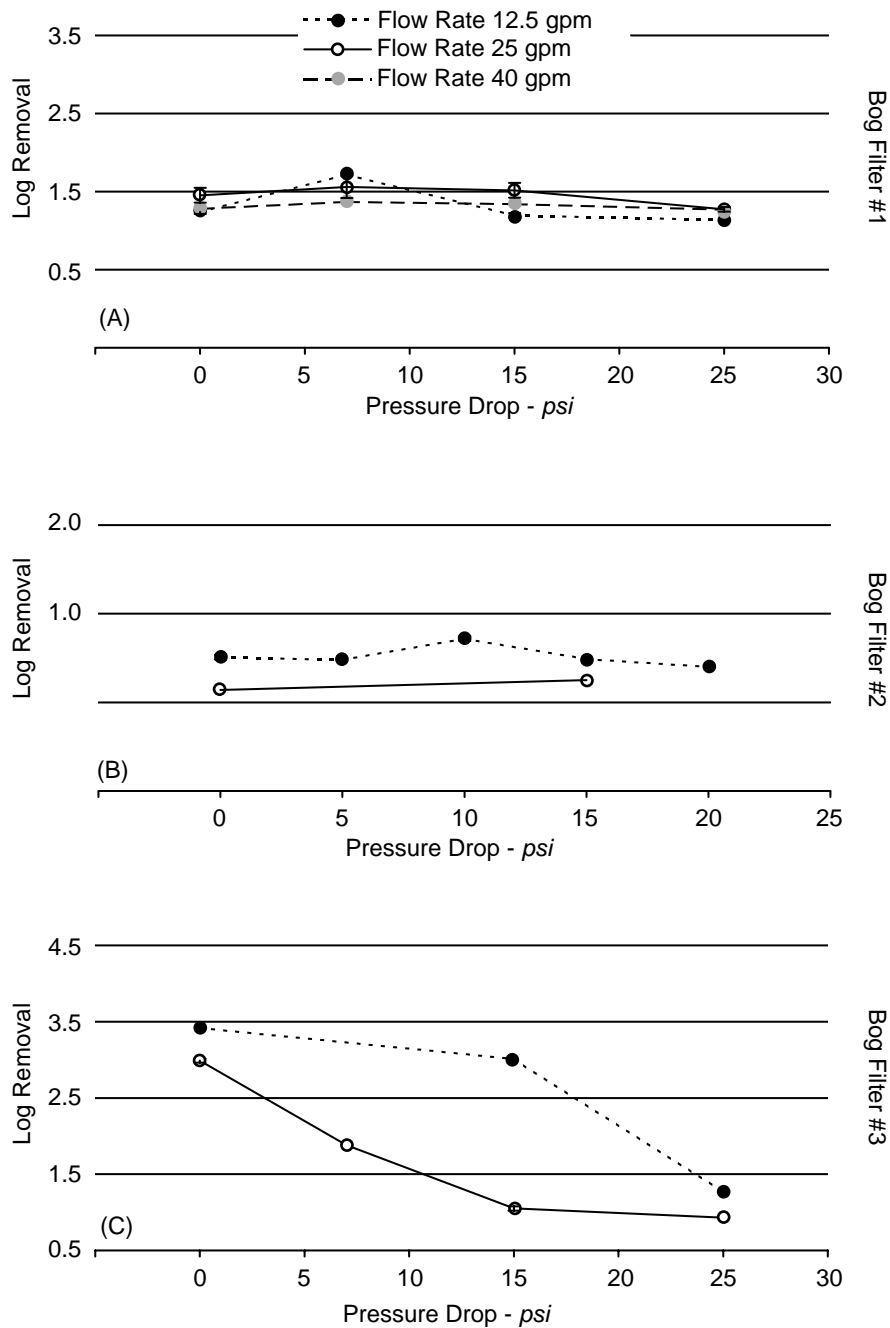 Flow Rate 12.5 gpm
Flow Rate 25 gpm
Flow Rate 40 gpm
3.5
2.5
1.5
0.5
Log Removal
Bog Filter #1
(A)
0 5 10 15 20 25 30
Pressure Drop - psi
2.0
1.0
Log Removal
Bog Filter #2
(B)
0 5 10 15 20 25
Pressure Drop - psi
4.5
3.5
2.5
1.5
0.5
Log Removal
Bog Filter #3
(C)
0 5 10 15 20 25 30
Pressure Drop - psi